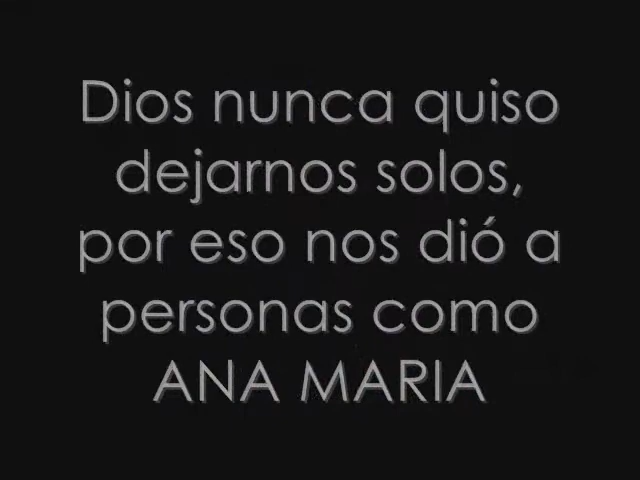 Dios nunca quiso
dejarnos solos,
por eso nos dió a
personas como
ANA MARIA